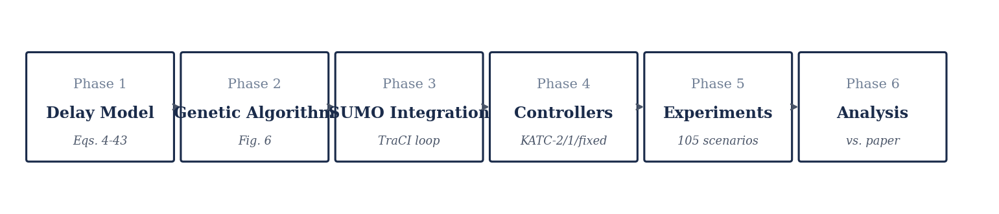 Phase 1
Delay Model
Eqs. 4-43
Phase 2
Genetic Algorithm
Fig. 6
Phase 3
SUMO Integration
TraCI loop
Phase 4
Controllers
KATC-2/1/fixed
Phase 5
Experiments
105 scenarios
Phase 6
Analysis
vs. paper